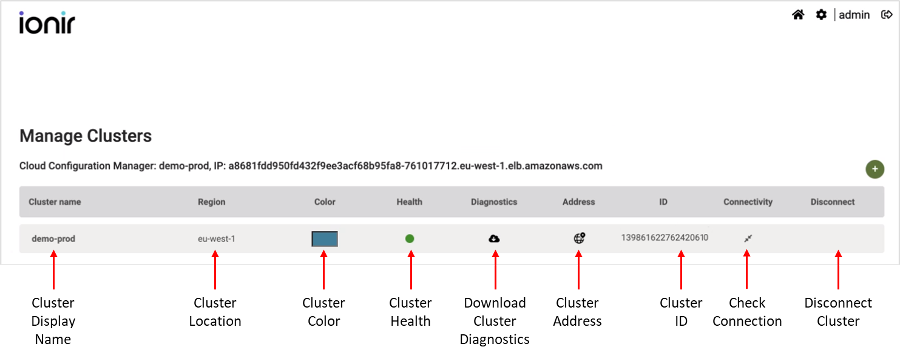 ionir
admin
Manage Clusters
Cloud Configuration Manager: demo-prod, IP: a8681fdd950fd432f9ee3acf68b95fa8-761017712.eu-west-1.elb.amazonaws.com
Cluster name Region Color Health Diagnostics Address ID Connectivity Disconnect
demo-prod eu-west-1 139861622762420610
Cluster Display Name
Cluster Location
Cluster Color
Cluster Health
Download Cluster Diagnostics
Cluster Address
Cluster ID
Check Connection
Disconnect Cluster